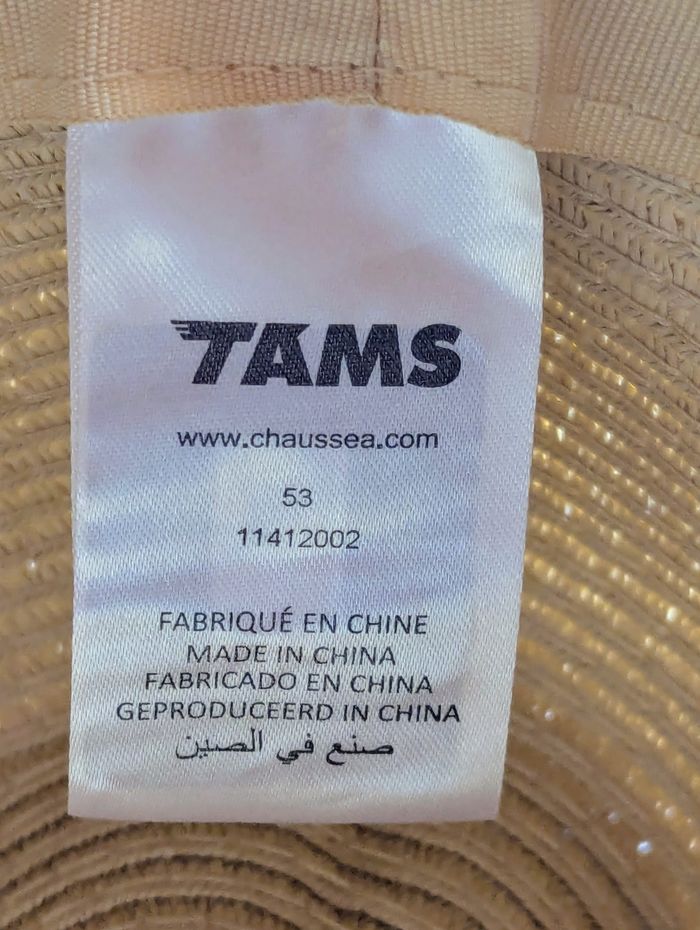 TAMS
www.chaussea.com
53
11412002
FABRIQUÉ EN CHINE
MADE IN CHINA
FABRICADO EN CHINA
GEPRODUCEERD IN CHINA
صنع في الصين